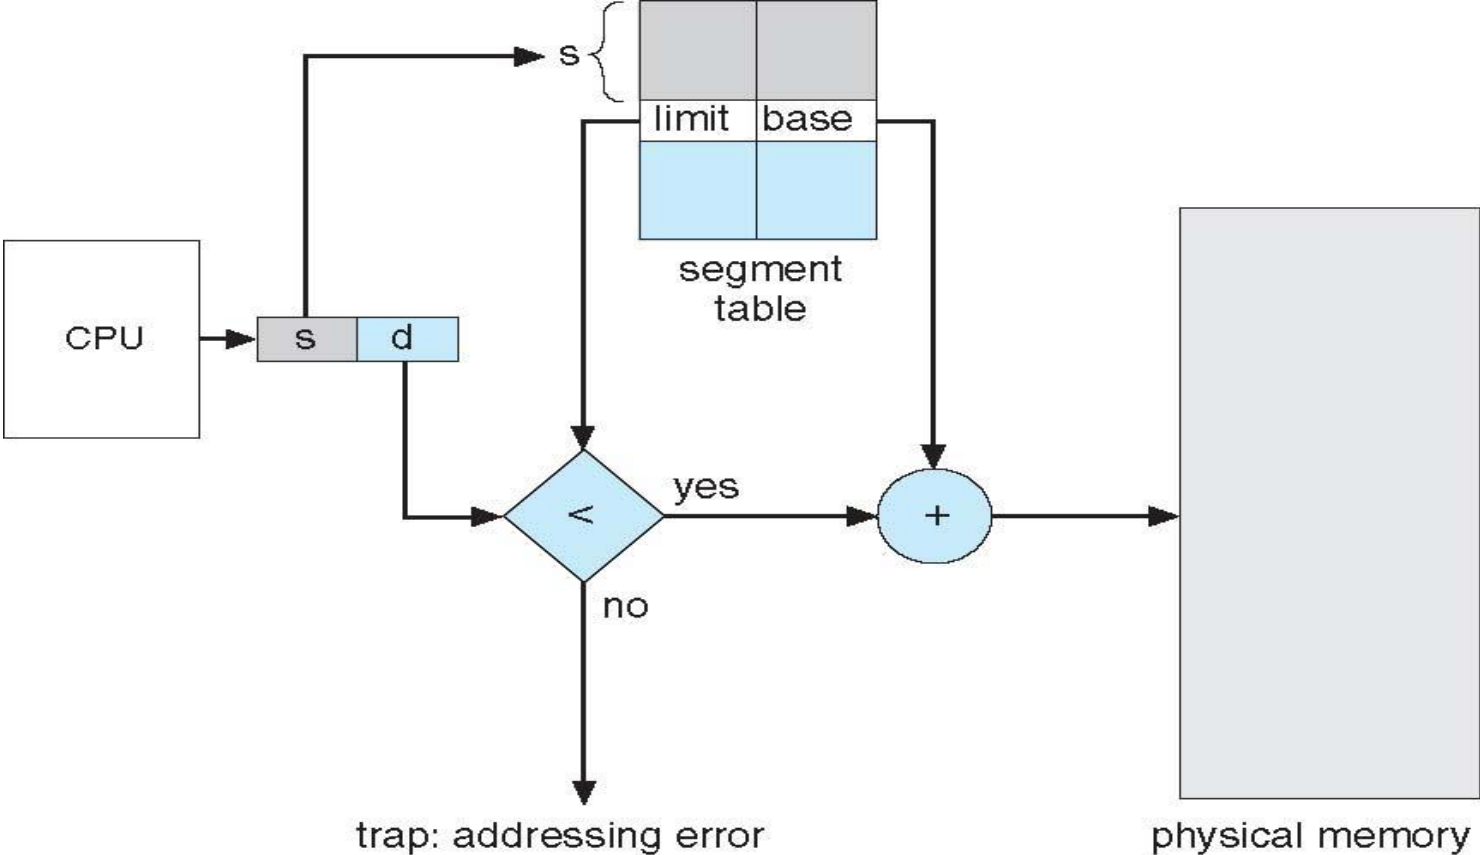 s
limit base
segment
table
CPU
s d
<
yes
+
no
trap: addressing error
physical memory